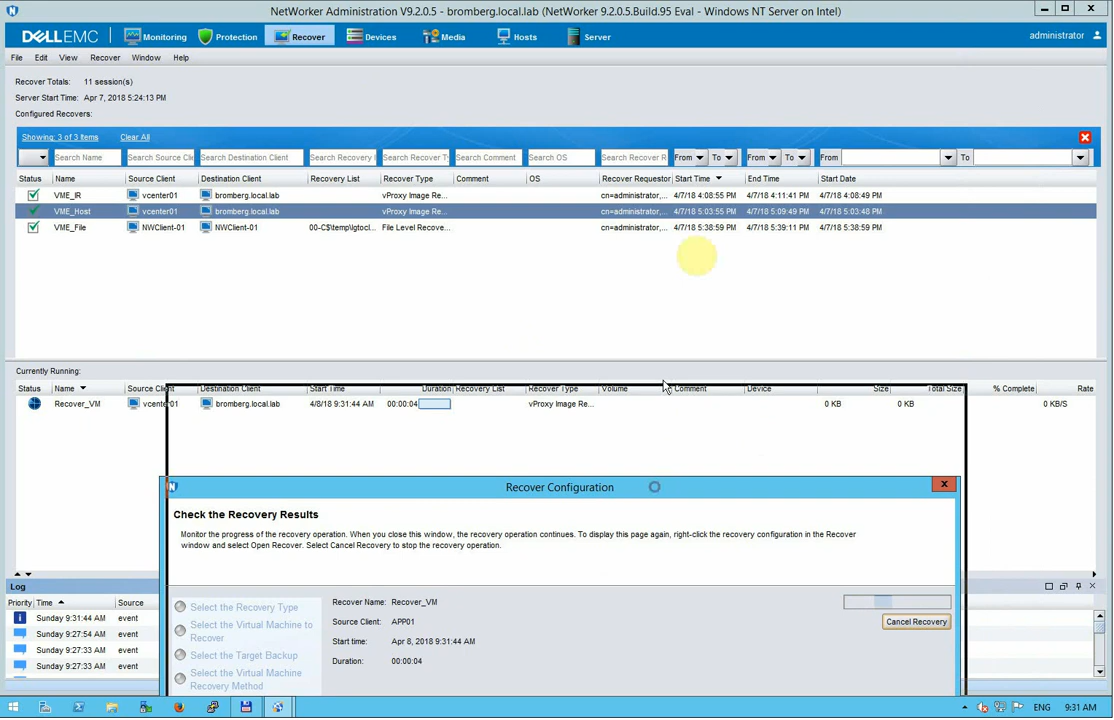 NetWorker Administration V9.2.0.5 - bromberg.local.lab (NetWorker 9.2.0.5.Build.95 Eval - Windows NT Server on Intel)
DELLEMC Monitoring Protection Recover Devices Media Hosts Server administrator
File Edit View Recover Window Help
Recover Totals: 11 session(s)
Server Start Time: Apr 7, 2018 5:24:13 PM
Configured Recovers:
Showing: 3 of 3 items Clear All
Search Name Search Source Clie Search Destination Client Search Recovery Search Recover Ty Search Comment Search OS Search Recover R From To From To From To
Status Name Source Client Destination Client Recovery List Recover Type Comment OS Recover Requestor Start Time End Time Start Date
VME_IR vcenter01 bromberg.local.lab vProxy Image Re... cn=administrator,... 4/7/18 4:08:55 PM 4/7/18 4:11:41 PM 4/7/18 4:08:49 PM
VME_Host vcenter01 bromberg.local.lab vProxy Image Re... cn=administrator,... 4/7/18 5:03:55 PM 4/7/18 5:09:49 PM 4/7/18 5:03:48 PM
VME_File NWClient-01 NWClient-01 00-C$\temp\lgtocl... File Level Recove... cn=administrator,... 4/7/18 5:38:59 PM 4/7/18 5:39:11 PM 4/7/18 5:38:59 PM
Currently Running:
Status Name Source Client Destination Client Start Time Duration Recovery List Recover Type Volume Comment Device Size Total Size % Complete Rate
Recover_VM vcenter01 bromberg.local.lab 4/8/18 9:31:44 AM 00:00:04 vProxy Image Re... 0 KB 0 KB 0 KB/S
Recover Configuration
Check the Recovery Results
Monitor the progress of the recovery operation. When you close this window, the recovery operation continues. To display this page again, right-click the recovery configuration in the Recover
window and select Open Recover. Select Cancel Recovery to stop the recovery operation.
Log
Priority Time Source
Sunday 9:31:44 AM event
Sunday 9:27:54 AM event
Sunday 9:27:33 AM event
Sunday 9:27:33 AM event
Select the Recovery Type
Select the Virtual Machine to
Recover
Select the Target Backup
Select the Virtual Machine
Recovery Method
Recover Name: Recover_VM
Source Client: APP01
Start time: Apr 8, 2018 9:31:44 AM
Duration: 00:00:04
Cancel Recovery
ENG 9:31 AM